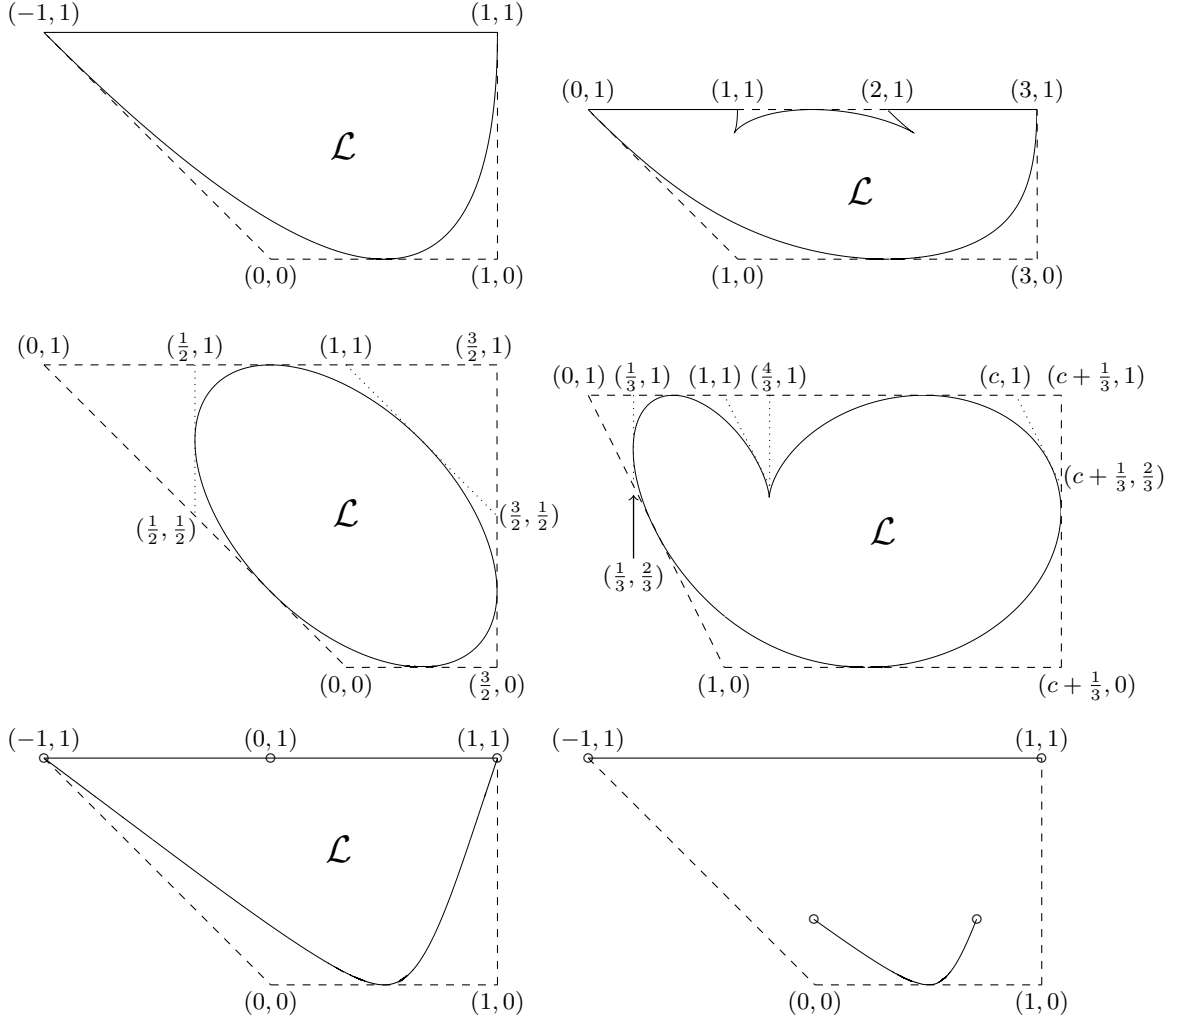 (−1, 1) (1, 1)
(0, 1) (1, 1) (2, 1) (3, 1)
ℒ
ℒ
(0, 0) (1, 0) (1, 0) (3, 0)
(0, 1) (1/2, 1) (1, 1) (3/2, 1)
(0, 1) (1/3, 1) (1, 1) (4/3, 1) (c, 1) (c + 1/3, 1)
(c + 1/3, 2/3)
ℒ (3/2, 1/2)
(1/2, 1/2) ℒ
(1/3, 2/3)
(0, 0) (3/2, 0) (1, 0) (c + 1/3, 0)
(−1, 1) (0, 1) (1, 1) (−1, 1) (1, 1)
ℒ
(0, 0) (1, 0) (0, 0) (1, 0)